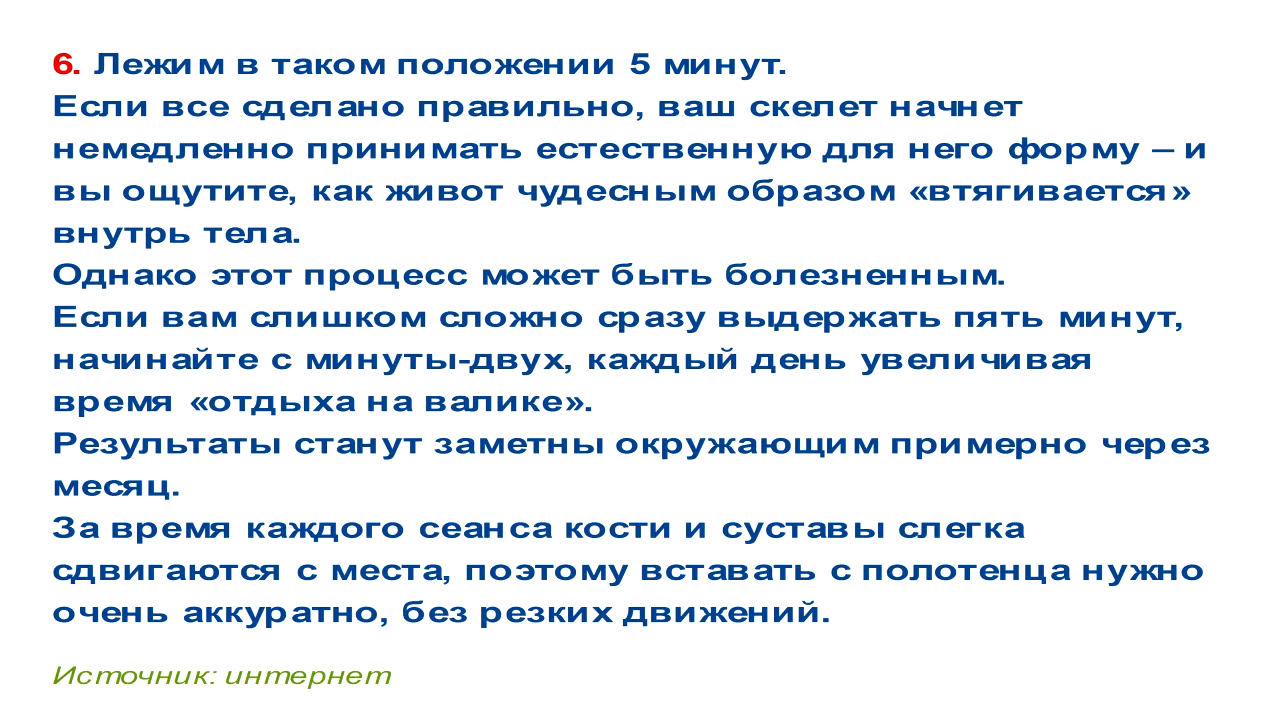 6. Лежим в таком положении 5 минут.
Если все сделано правильно, ваш скелет начнет
немедленно принимать естественную для него форму – и
вы ощутите, как живот чудесным образом «втягивается»
внутрь тела.
Однако этот процесс может быть болезненным.
Если вам слишком сложно сразу выдержать пять минут,
начинайте с минуты-двух, каждый день увеличивая
время «отдыха на валике».
Результаты станут заметны окружающим примерно через
месяц.
За время каждого сеанса кости и суставы слегка
сдвигаются с места, поэтому вставать с полотенца нужно
очень аккуратно, без резких движений.
Источник: интернет